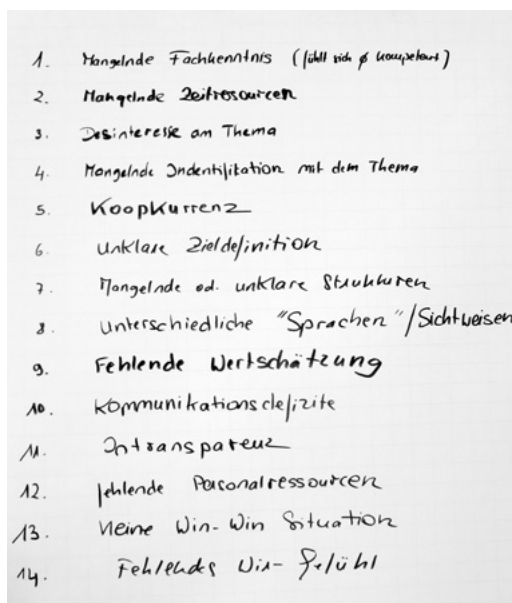 1. Mangelnde Fachkenntnis (fühlt sich ø kompetent)
2. Mangelnde Zeitresourcen
3. Desinteresse am Thema
4. Mangelnde Indentifikation mit dem Thema
5. Koopkurrenz
6. unklare Zieldefinition
7. Mangelnde od. unklare Strukturen
8. unterschiedliche "Sprachen"/Sichtweisen
9. Fehlende Wertschätzung
10. Kommunikationsdefizite
11. Intransparenz
12. fehlende Personalressourcen
13. keine Win-Win Situation
14. Fehlendes Wir-Gefühl